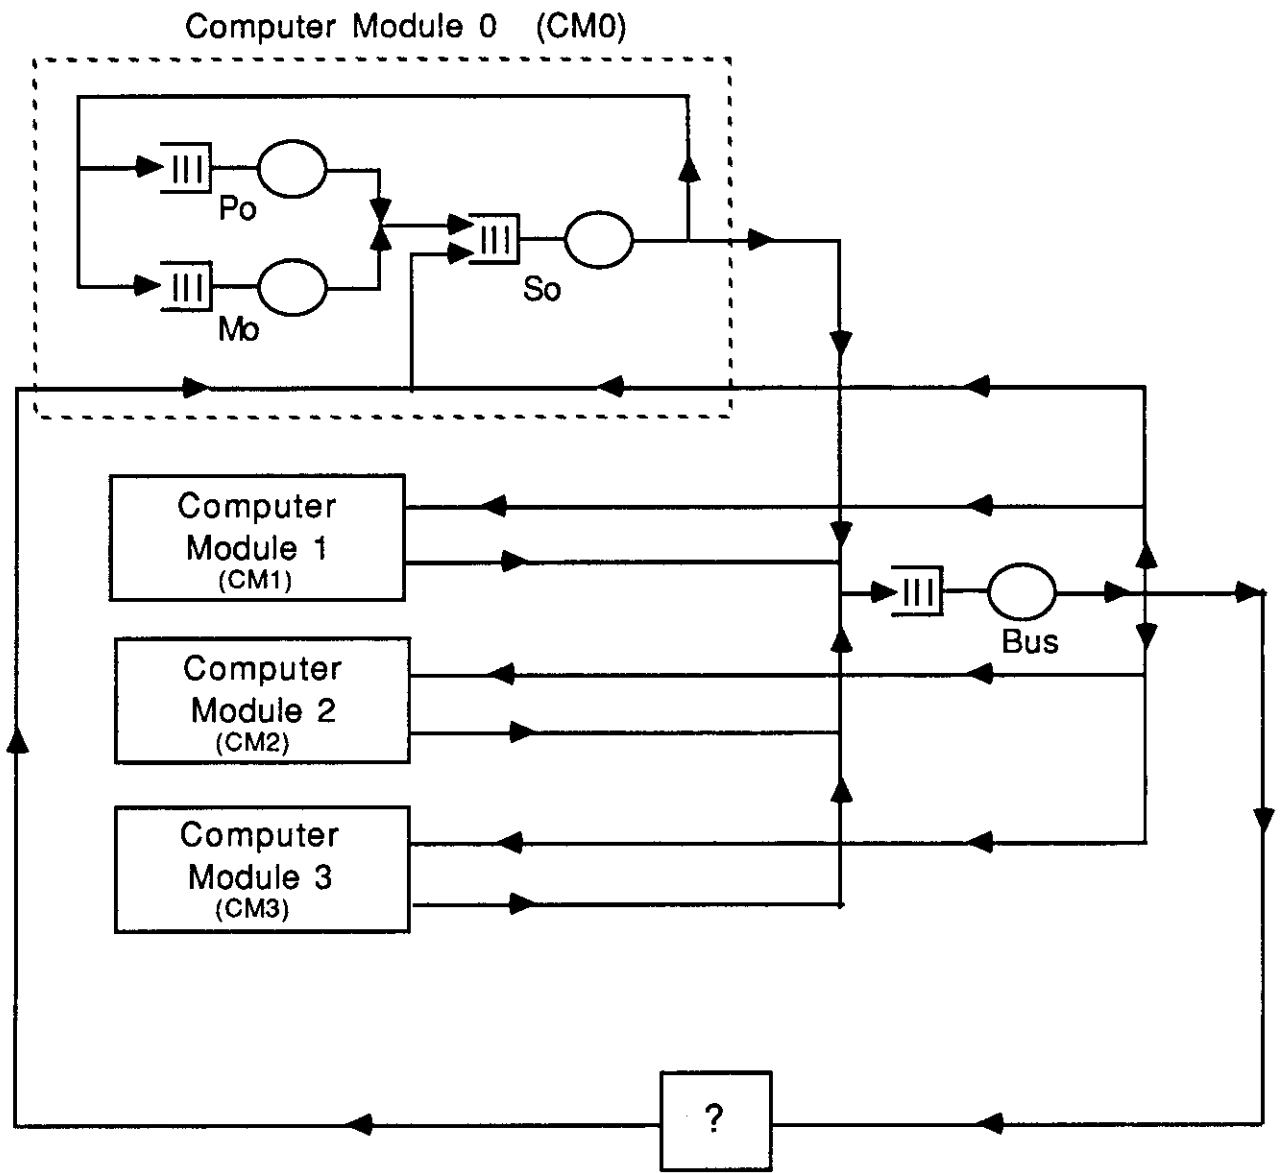 Computer Module 0 (CM0)
Po
So
Mo
Computer
Module 1
(CM1)
Bus
Computer
Module 2
(CM2)
Computer
Module 3
(CM3)
?